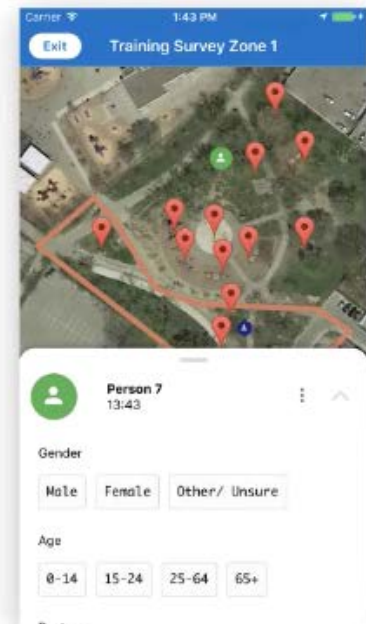 Carrier 1:43 PM
Exit Training Survey Zone 1
Person 7
13:43
Gender
Male Female Other/ Unsure
Age
0-14 15-24 25-64 65+